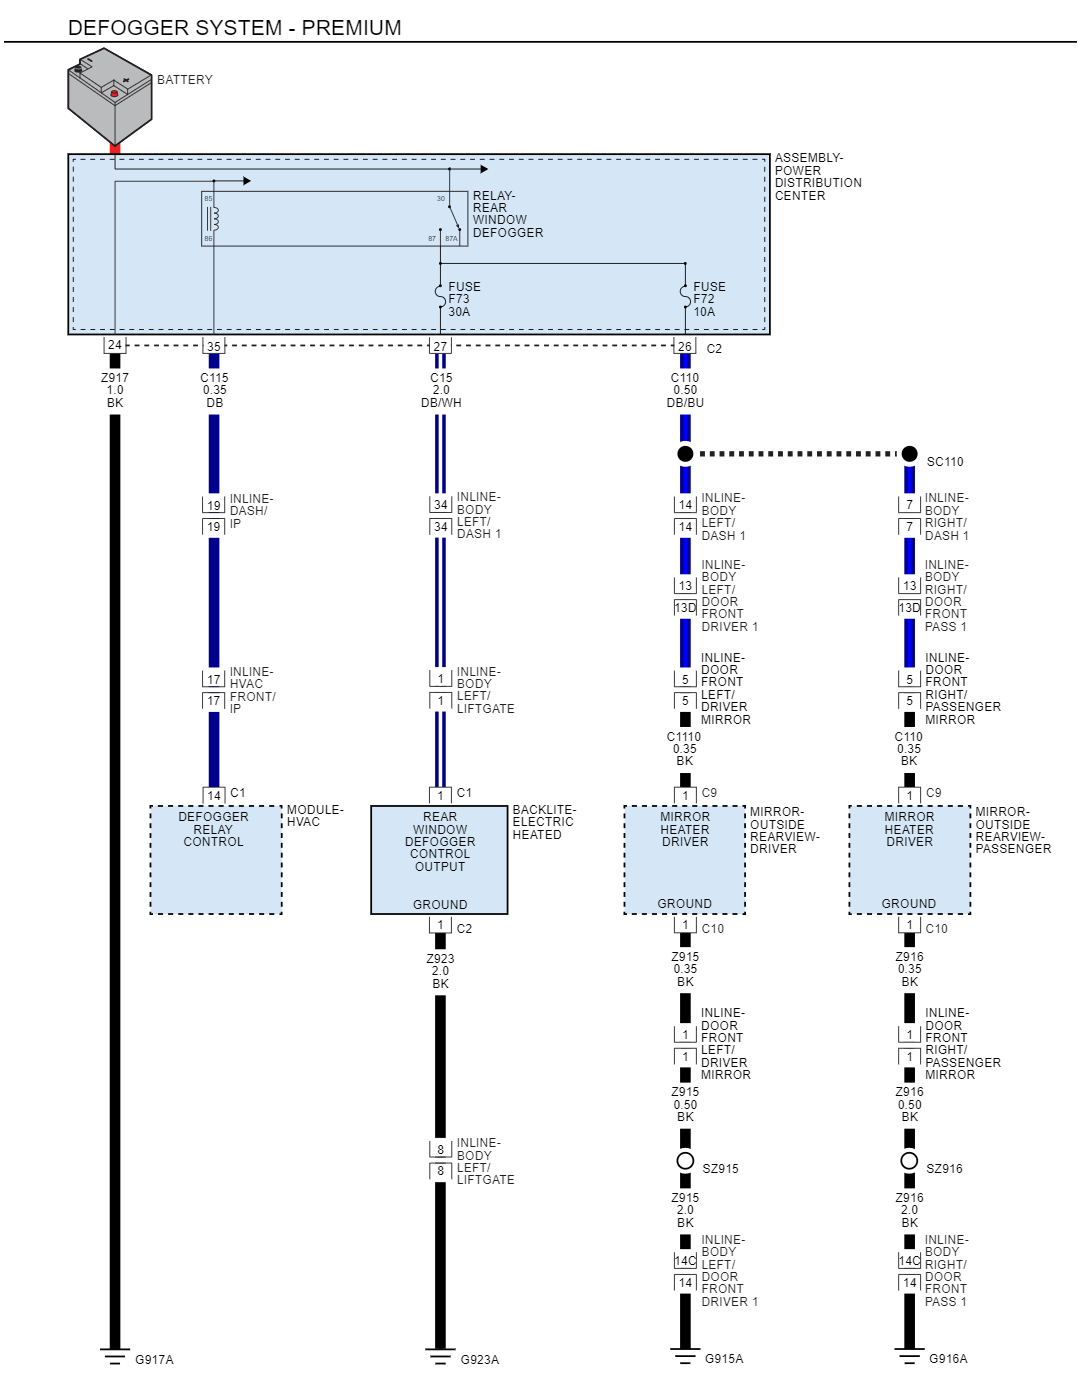 DEFOGGER SYSTEM - PREMIUM
BATTERY
ASSEMBLY-
POWER
DISTRIBUTION
CENTER
85
86
30
87
87A
RELAY-
REAR
WINDOW
DEFOGGER
FUSE
F73
30A
FUSE
F72
10A
24
35
27
26
C2
Z917
1.0
BK
C115
0.35
DB
C15
2.0
DB/WH
C110
0.50
DB/BU
SC110
19
19
INLINE-
DASH/
IP
34
34
INLINE-
BODY
LEFT/
DASH 1
14
14
INLINE-
BODY
LEFT/
DASH 1
7
7
INLINE-
BODY
RIGHT/
DASH 1
13
13D
INLINE-
BODY
LEFT/
DOOR
FRONT
DRIVER 1
13
13D
INLINE-
BODY
RIGHT/
DOOR
FRONT
PASS 1
17
17
INLINE-
HVAC
FRONT/
IP
1
1
INLINE-
BODY
LEFT/
LIFTGATE
5
5
INLINE-
DOOR
FRONT
LEFT/
DRIVER
MIRROR
5
5
INLINE-
DOOR
FRONT
RIGHT/
PASSENGER
MIRROR
C1110
0.35
BK
C110
0.35
BK
14
C1
1
C1
1
C9
1
C9
DEFOGGER
RELAY
CONTROL
MODULE-
HVAC
REAR
WINDOW
DEFOGGER
CONTROL
OUTPUT
GROUND
BACKLITE-
ELECTRIC
HEATED
MIRROR
HEATER
DRIVER
GROUND
MIRROR-
OUTSIDE
REARVIEW-
DRIVER
MIRROR
HEATER
DRIVER
GROUND
MIRROR-
OUTSIDE
REARVIEW-
PASSENGER
1
C2
1
C10
1
C10
Z923
2.0
BK
Z915
0.35
BK
Z916
0.35
BK
1
1
INLINE-
DOOR
FRONT
LEFT/
DRIVER
MIRROR
1
1
INLINE-
DOOR
FRONT
RIGHT/
PASSENGER
MIRROR
Z915
0.50
BK
Z916
0.50
BK
8
8
INLINE-
BODY
LEFT/
LIFTGATE
SZ915
SZ916
Z915
2.0
BK
Z916
2.0
BK
14C
14
INLINE-
BODY
LEFT/
DOOR
FRONT
DRIVER 1
14C
14
INLINE-
BODY
RIGHT/
DOOR
FRONT
PASS 1
G917A
G923A
G915A
G916A